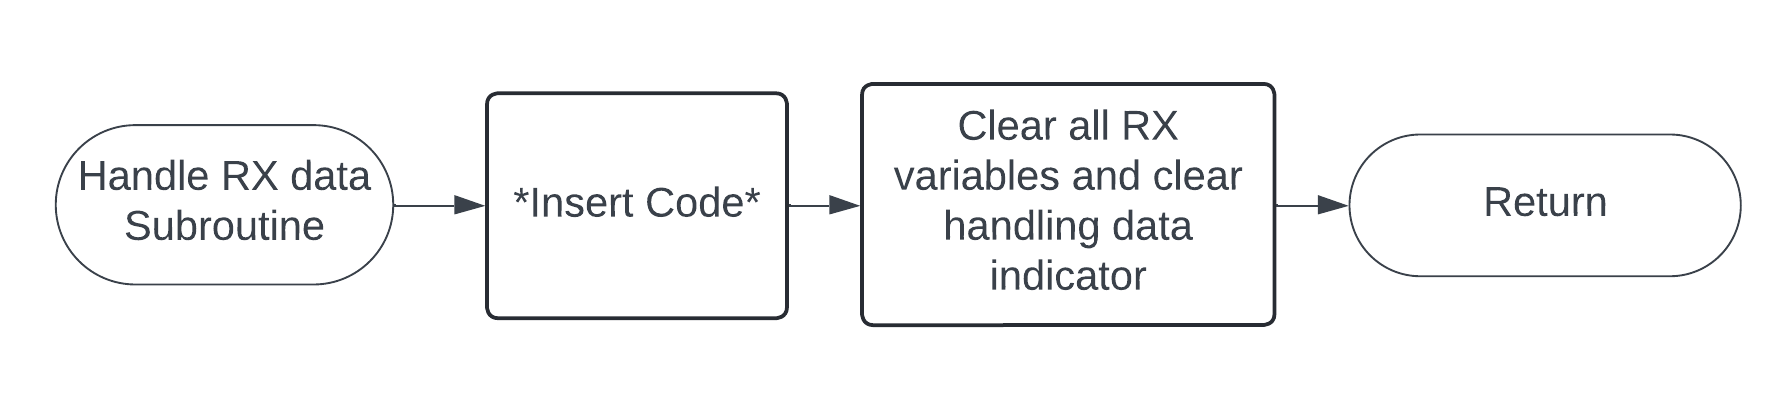 Handle RX data
Subroutine
*Insert Code*
Clear all RX
variables and clear
handling data
indicator
Return